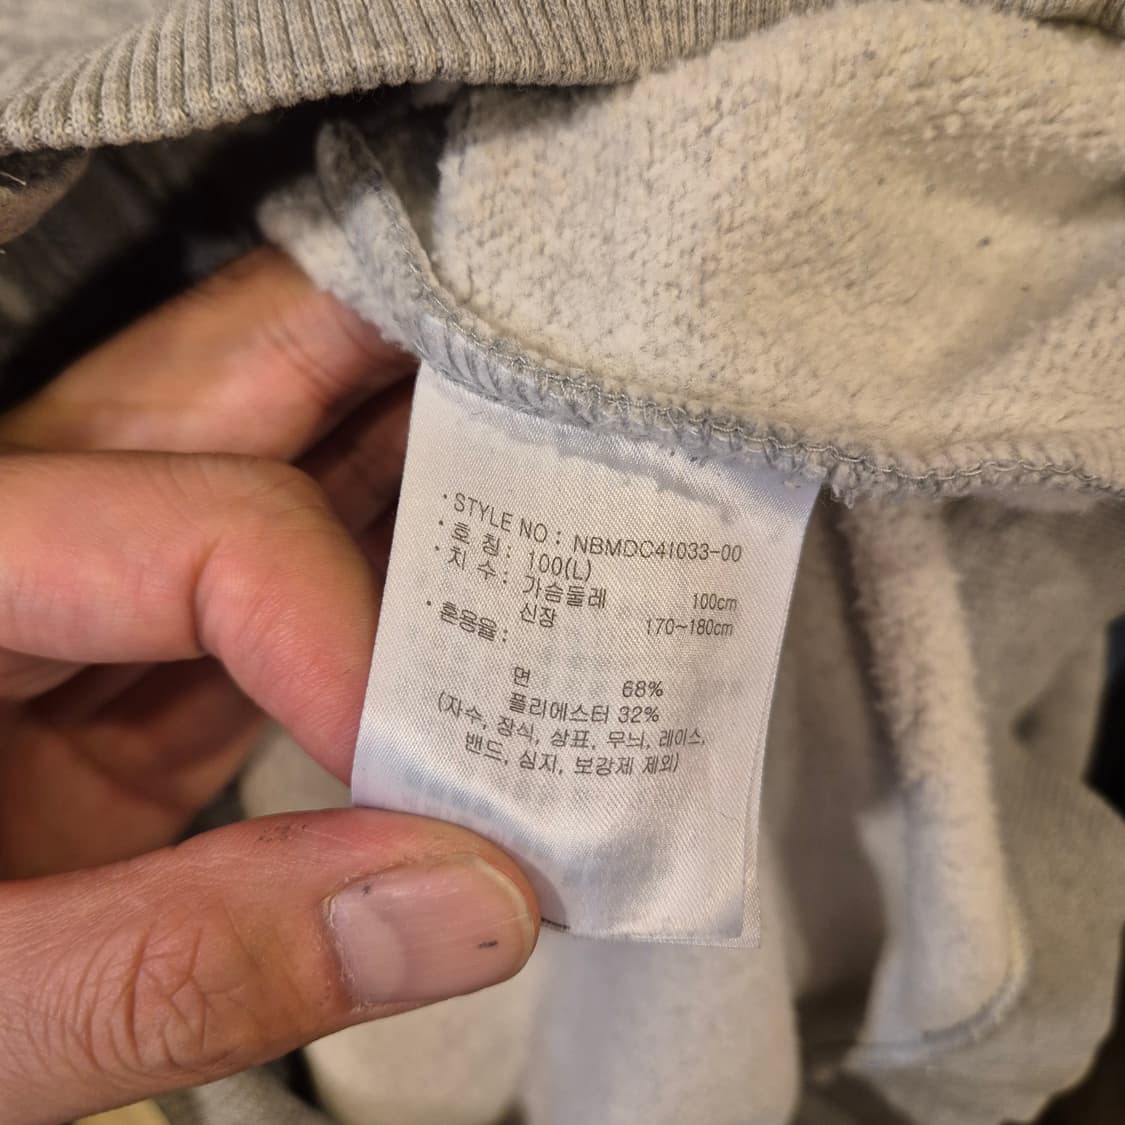 · STYLE NO : NBMDC41033-00
· 호 칭 : 100(L)
· 치 수 : 가슴둘레 100cm
신장 170~180cm
· 혼용율 :
면 68%
폴리에스터 32%
(자수, 장식, 상표, 무늬, 레이스,
밴드, 심지, 보강제 제외)